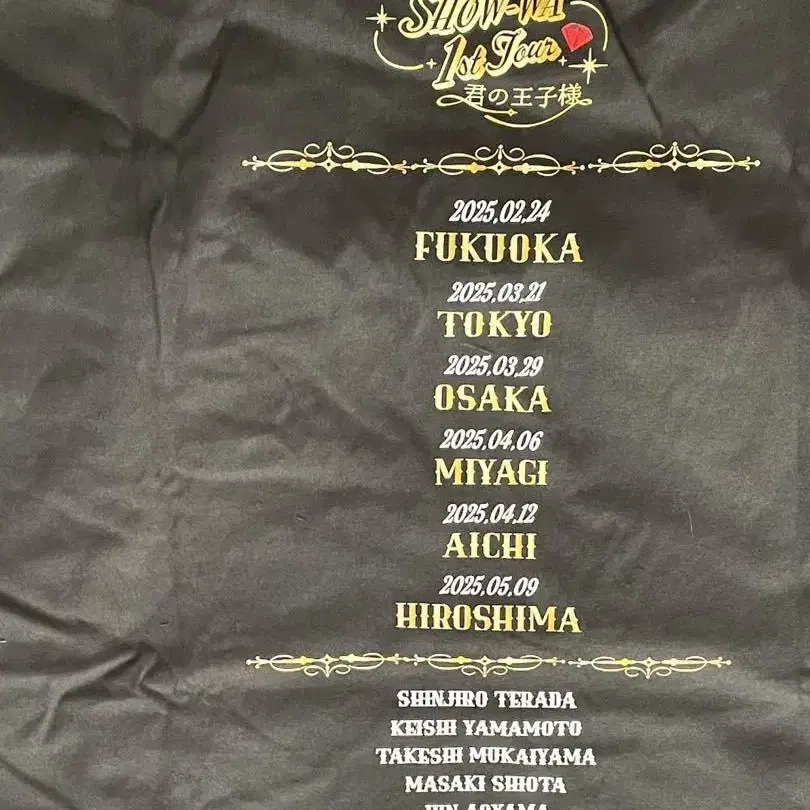 SHOW-WA
1st Tour
君の王子様
2025.02.24
FUKUOKA
2025.03.21
TOKYO
2025.03.29
OSAKA
2025.04.06
MIYAGI
2025.04.12
AICHI
2025.05.09
HIROSHIMA
SHINJIRO TERADA
KEISHI YAMAMOTO
TAKESHI MUKAIYAMA
MASAKI SHIOTA
JUN AOYAMA